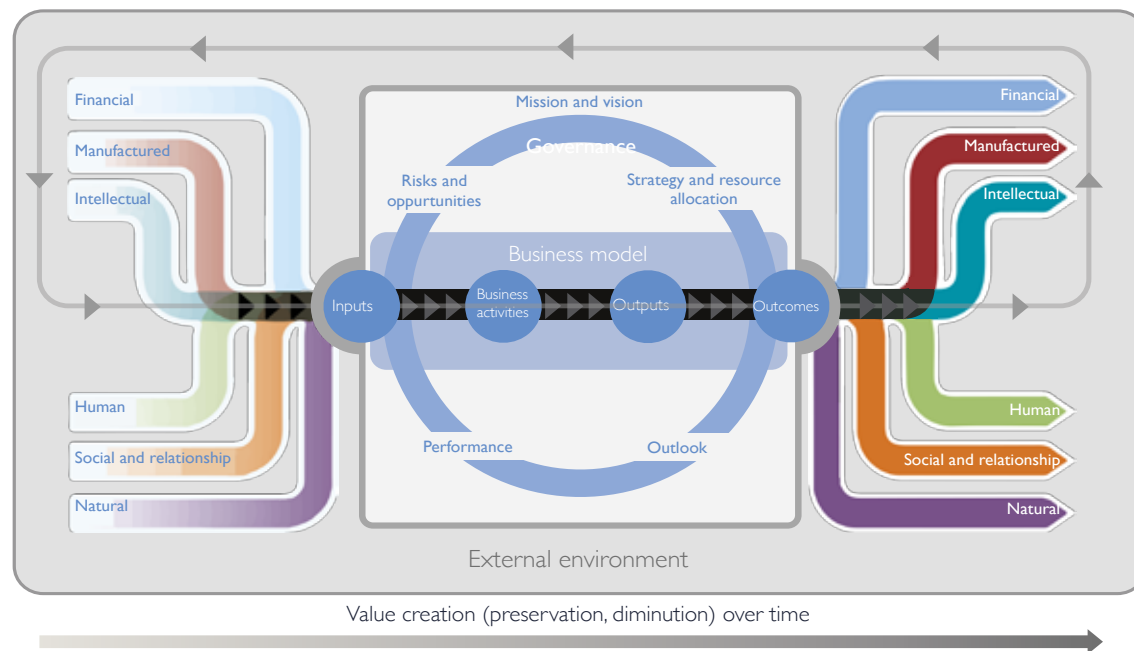 Financial
Manufactured
Intellectual
Human
Social and relationship
Natural
Mission and vision
Governance
Risks and
oppurtunities
Strategy and resource
allocation
Business model
Inputs
Business
activities
Outputs
Outcomes
Performance
Outlook
Financial
Manufactured
Intellectual
Human
Social and relationship
Natural
External environment
Value creation (preservation, diminution) over time